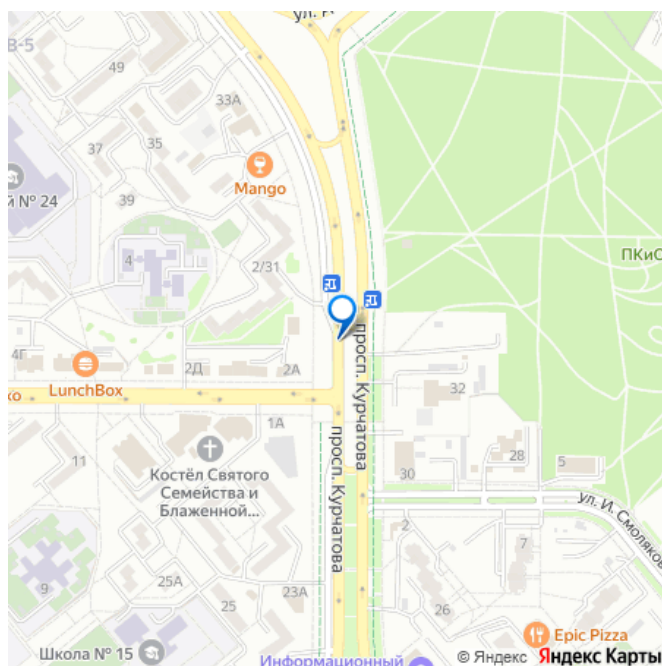 ул. И
В-5
49
33А
37
35
Mango
й № 24
39
4
2/31
ПКиО
4Г
2Д
2А
LunchBox
ко
просп. Курчатова
32
1А
11
Костёл Святого
Семейства и
Блаженной...
просп. Курчатова
28
5
30
ул. И. Смоляков
2
7
25А
9
25
23А
26
Школа № 15
Epic Pizza
Информационный
© Яндекс Яндекс Карты